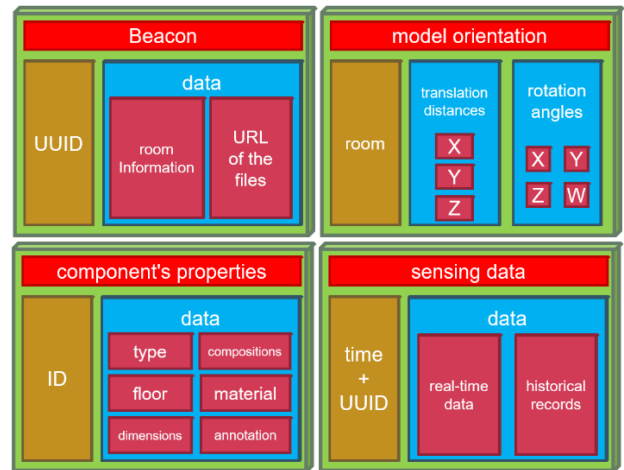 Beacon
UUID
data
room
Information
URL
of the
files
model orientation
room
translation
distances
X
Y
Z
rotation
angles
X Y
Z W
component's properties
ID
data
type compositions
floor material
dimensions annotation
sensing data
time
+
UUID
data
real-time
data
historical
records